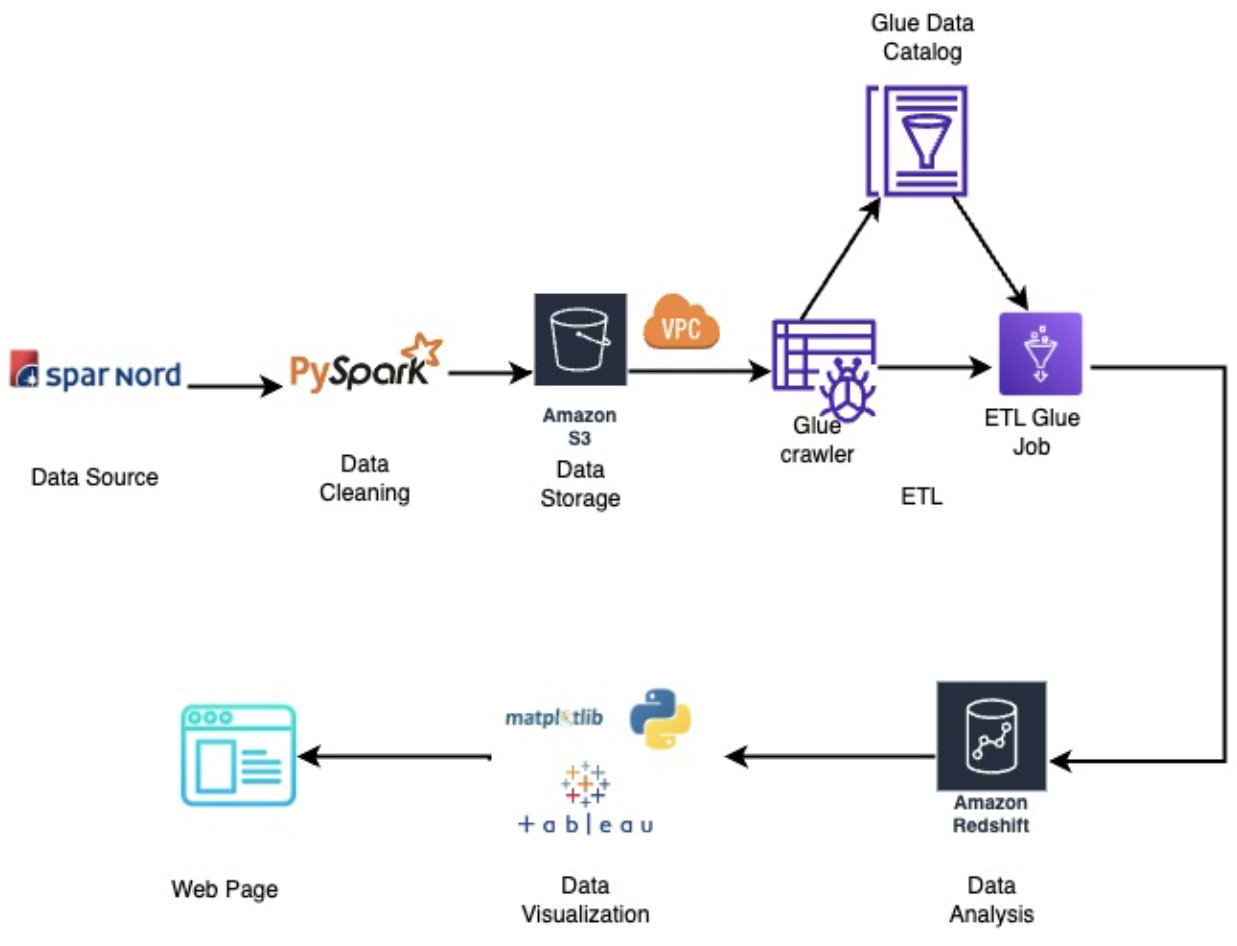 Glue Data
Catalog
VPC
spar nord
PySpark
Amazon
S3
Glue
crawler
ETL Glue
Job
Data Source
Data
Cleaning
Data
Storage
ETL
matplotlib
+ableau
Amazon
Redshift
Web Page
Data
Visualization
Data
Analysis